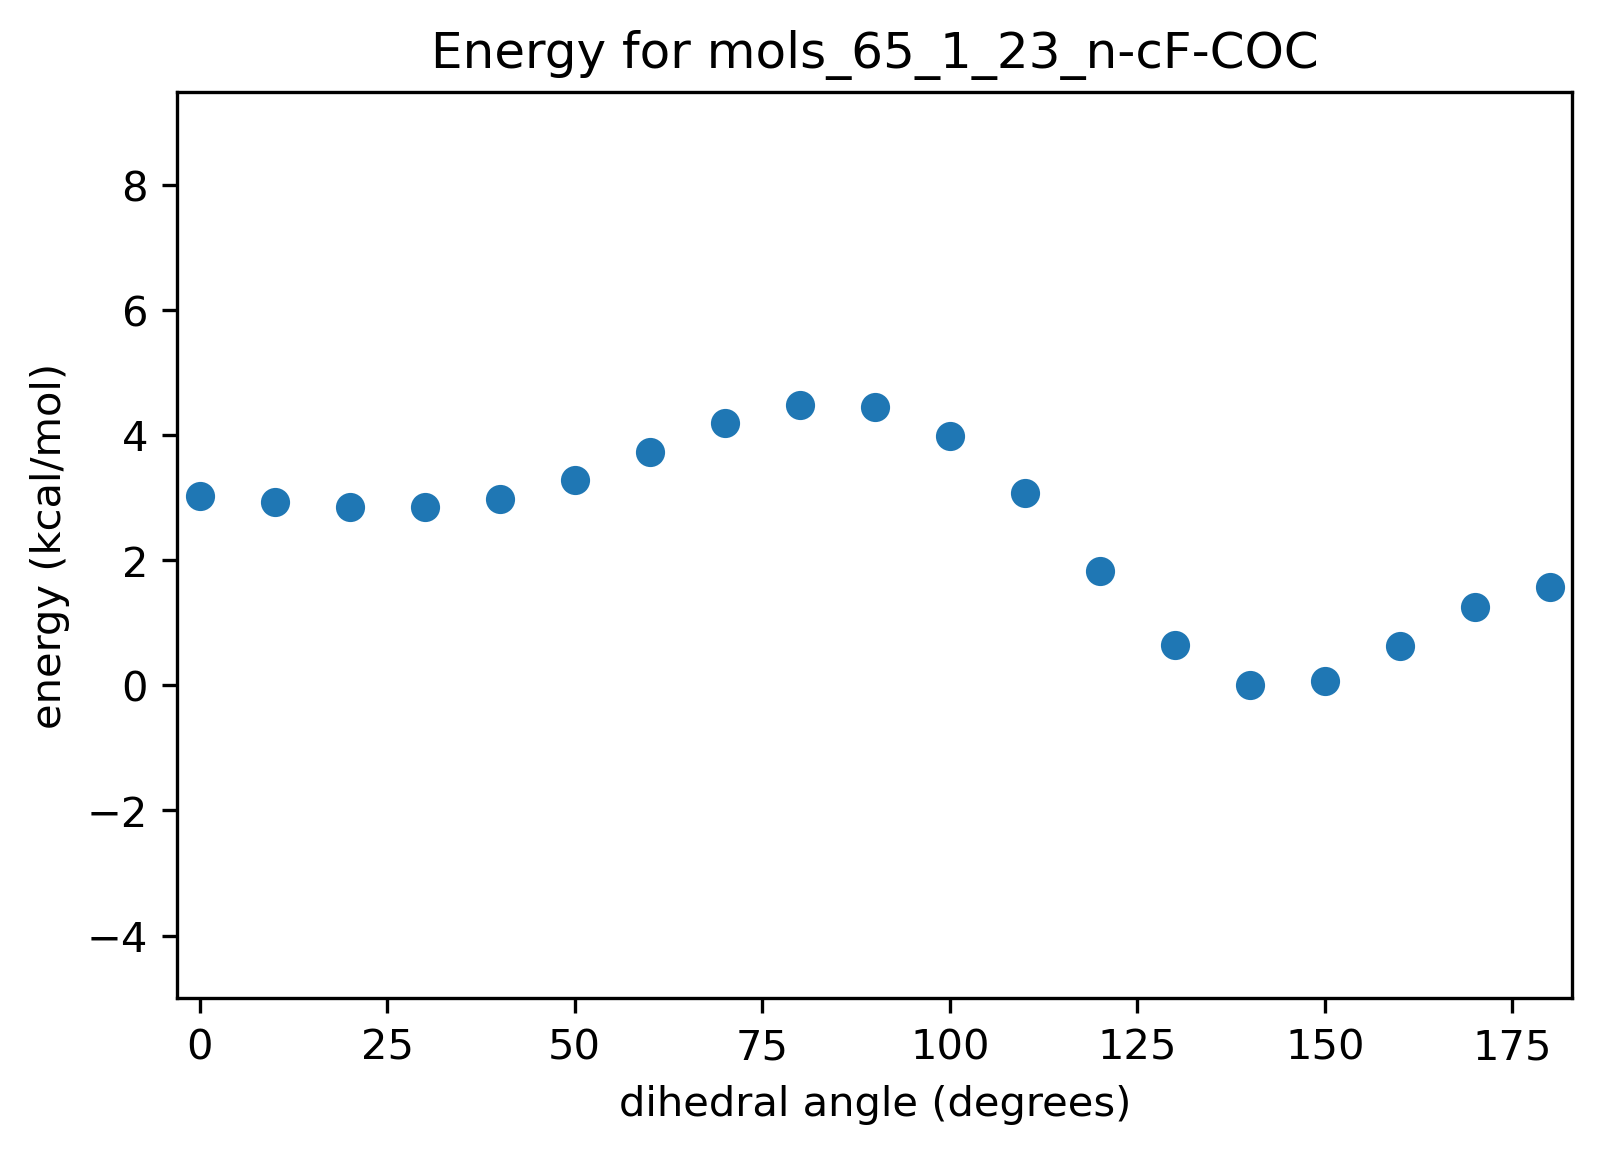 Energy for mols_65_1_23_n-cF-COC
energy (kcal/mol)
8
6
4
2
0
−2
−4
0 25 50 75 100 125 150 175
dihedral angle (degrees)